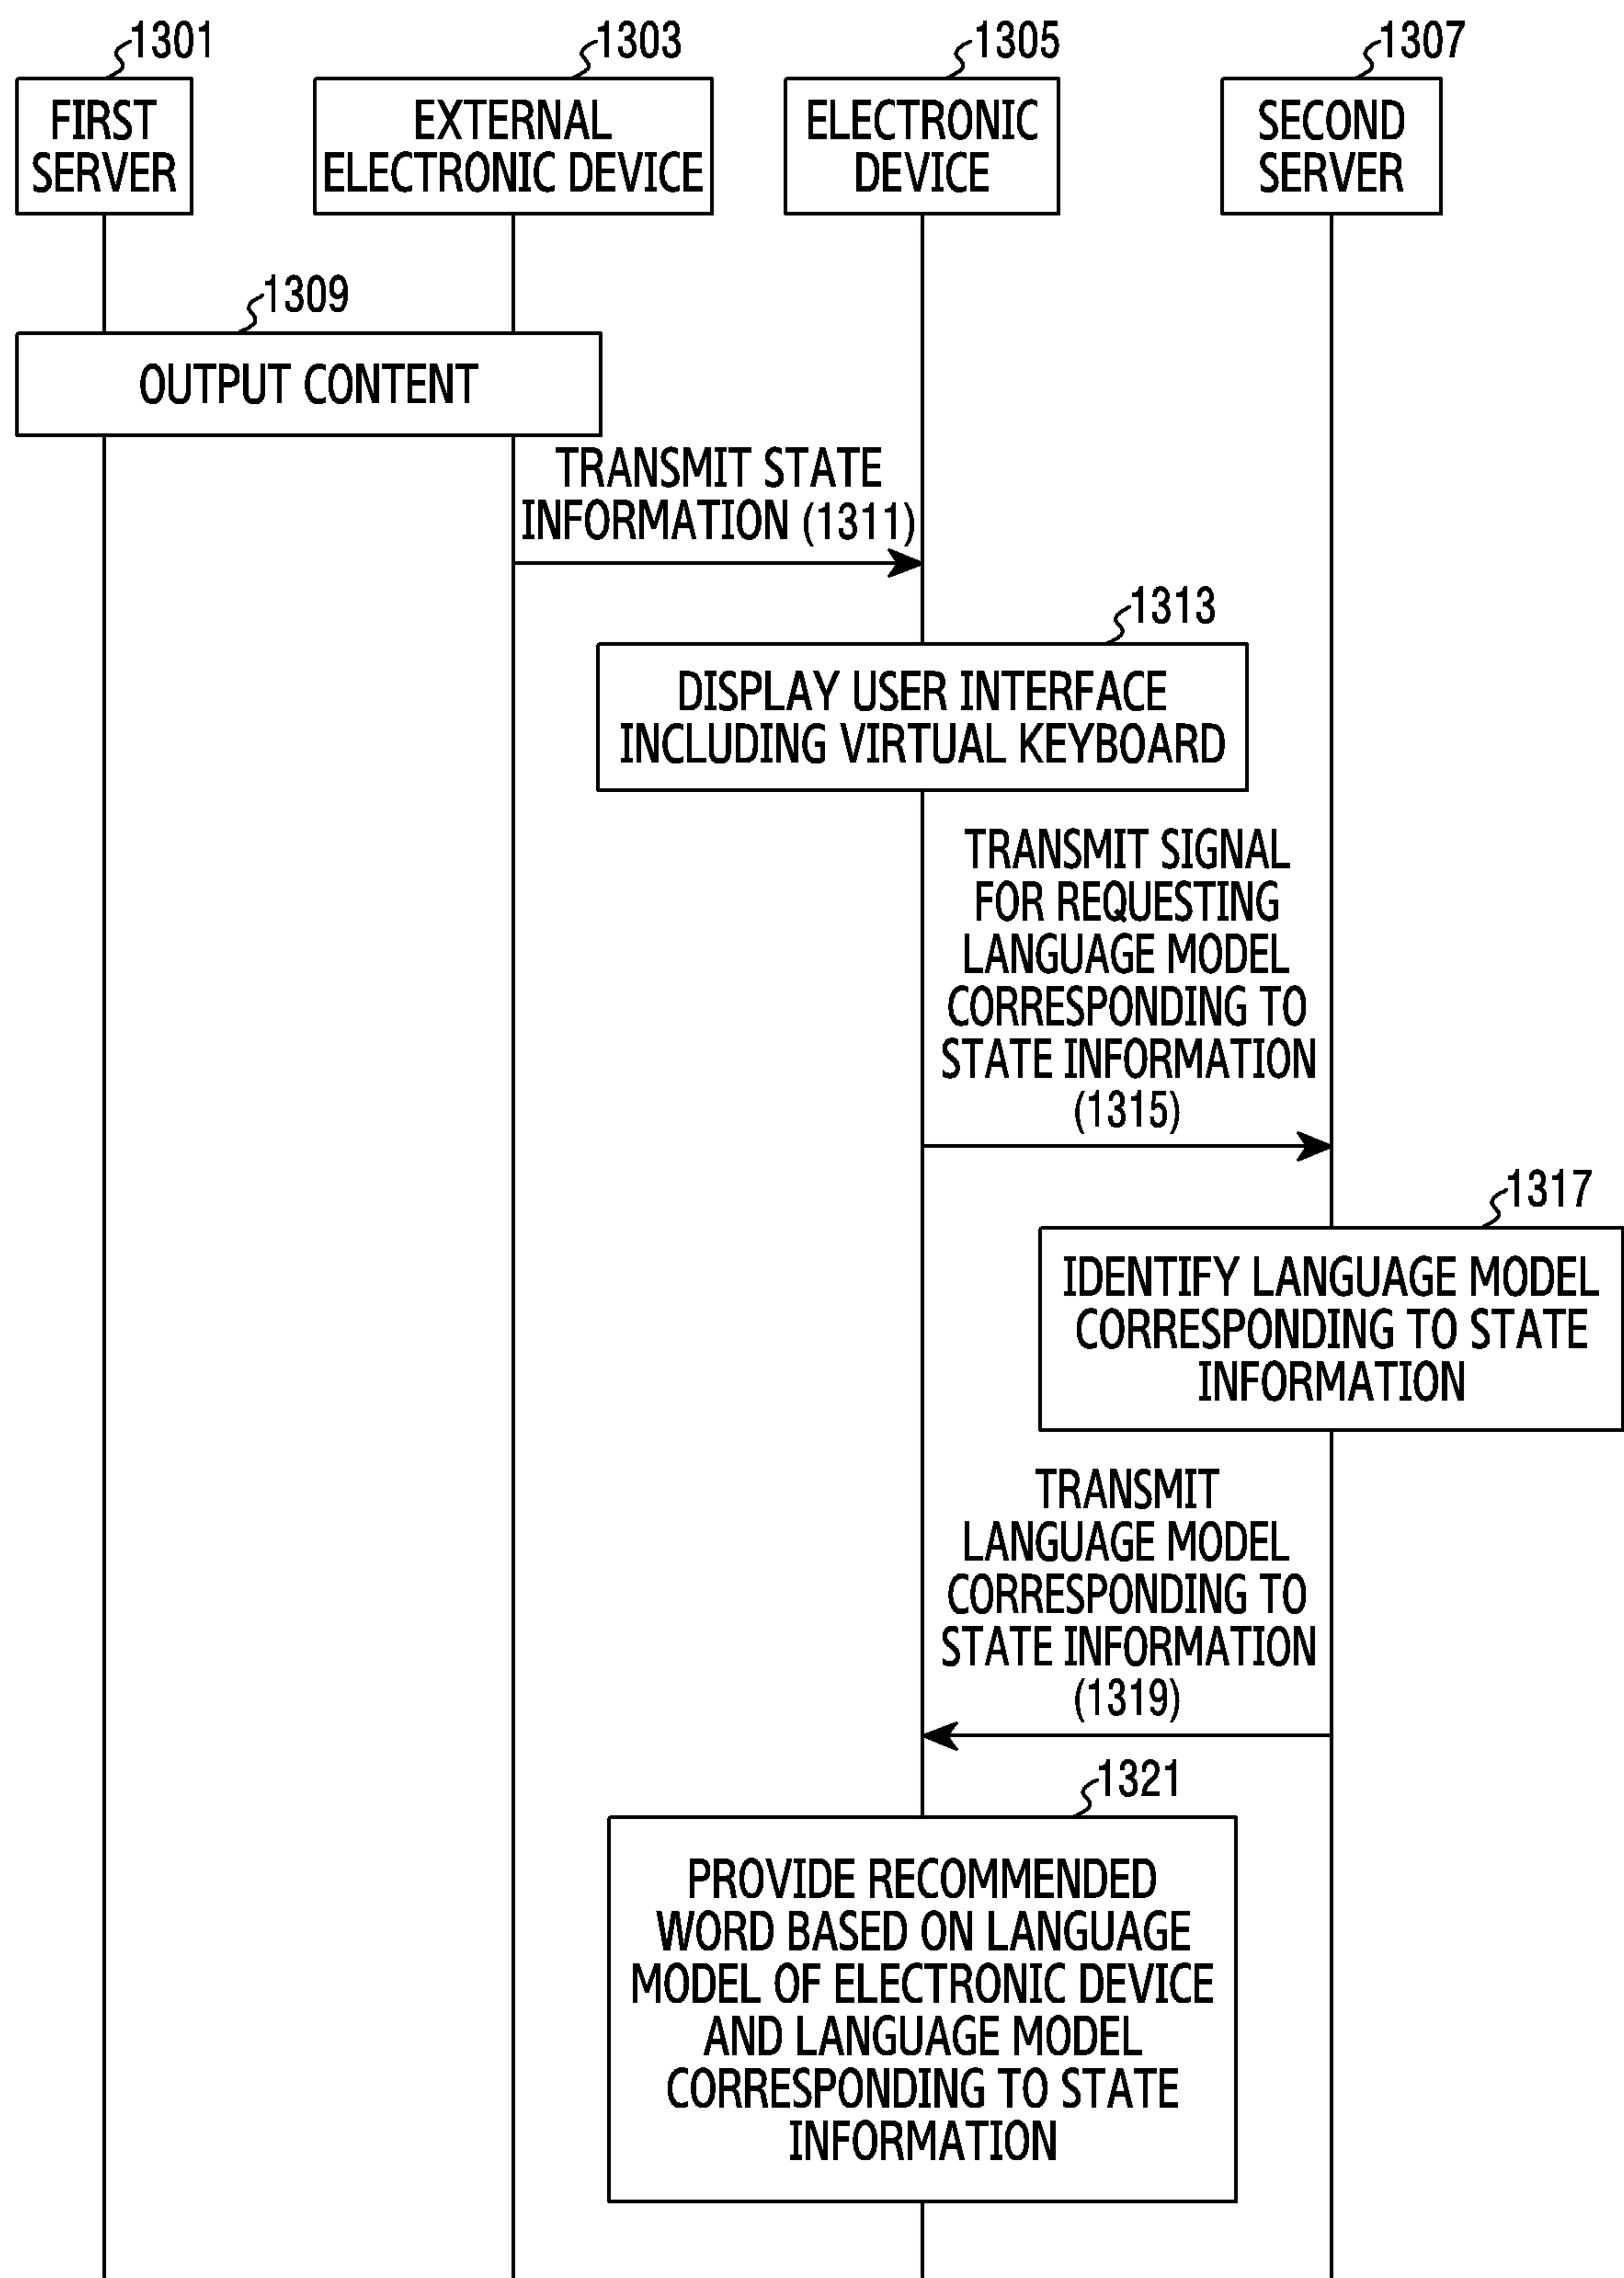 1301
1303
1305
1307
FIRST
SERVER
EXTERNAL
ELECTRONIC DEVICE
ELECTRONIC
DEVICE
SECOND
SERVER
1309
OUTPUT CONTENT
TRANSMIT STATE
INFORMATION (1311)
1313
DISPLAY USER INTERFACE
INCLUDING VIRTUAL KEYBOARD
TRANSMIT SIGNAL
FOR REQUESTING
LANGUAGE MODEL
CORRESPONDING TO
STATE INFORMATION
(1315)
1317
IDENTIFY LANGUAGE MODEL
CORRESPONDING TO STATE
INFORMATION
TRANSMIT
LANGUAGE MODEL
CORRESPONDING TO
STATE INFORMATION
(1319)
1321
PROVIDE RECOMMENDED
WORD BASED ON LANGUAGE
MODEL OF ELECTRONIC DEVICE
AND LANGUAGE MODEL
CORRESPONDING TO STATE
INFORMATION